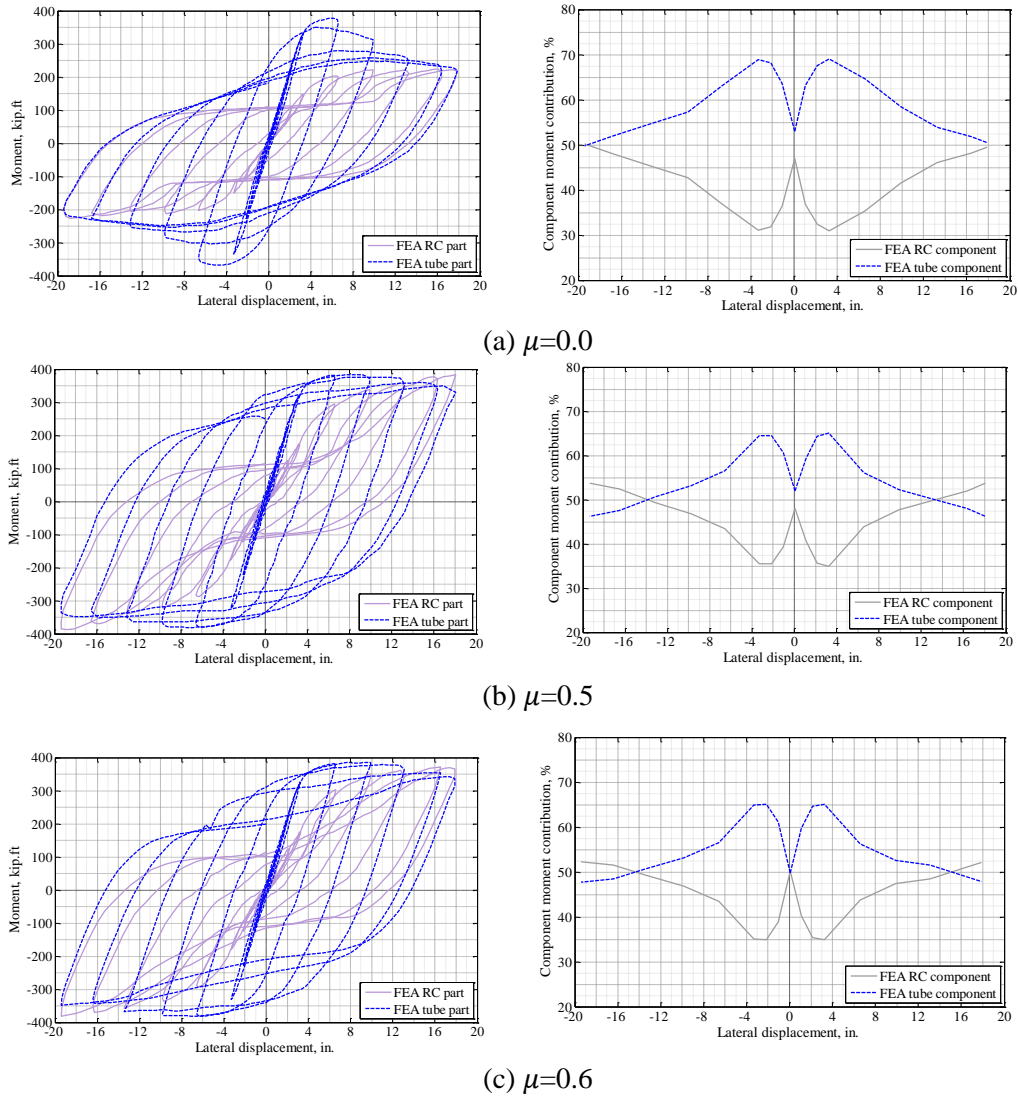 Moment, kip.ft
400
300
200
100
0
-100
-200
-300
-400
-20 -16 -12 -8 -4 0 4 8 12 16 20
Lateral displacement, in.
FEA RC part
FEA tube part
Component moment contribution, %
80
70
60
50
40
30
20
-20 -16 -12 -8 -4 0 4 8 12 16 20
Lateral displacement, in.
FEA RC component
FEA tube component
(a) μ=0.0
Moment, kip.ft
400
300
200
100
0
-100
-200
-300
-400
-20 -16 -12 -8 -4 0 4 8 12 16 20
Lateral displacement, in.
FEA RC part
FEA tube part
Component moment contribution, %
80
70
60
50
40
30
20
-20 -16 -12 -8 -4 0 4 8 12 16 20
Lateral displacement, in.
FEA RC component
FEA tube component
(b) μ=0.5
Moment, kip.ft
400
300
200
100
0
-100
-200
-300
-400
-20 -16 -12 -8 -4 0 4 8 12 16 20
Lateral displacement, in.
FEA RC part
FEA tube part
Component moment contribution, %
80
70
60
50
40
30
20
-20 -16 -12 -8 -4 0 4 8 12 16 20
Lateral displacement, in.
FEA RC component
FEA tube component
(c) μ=0.6